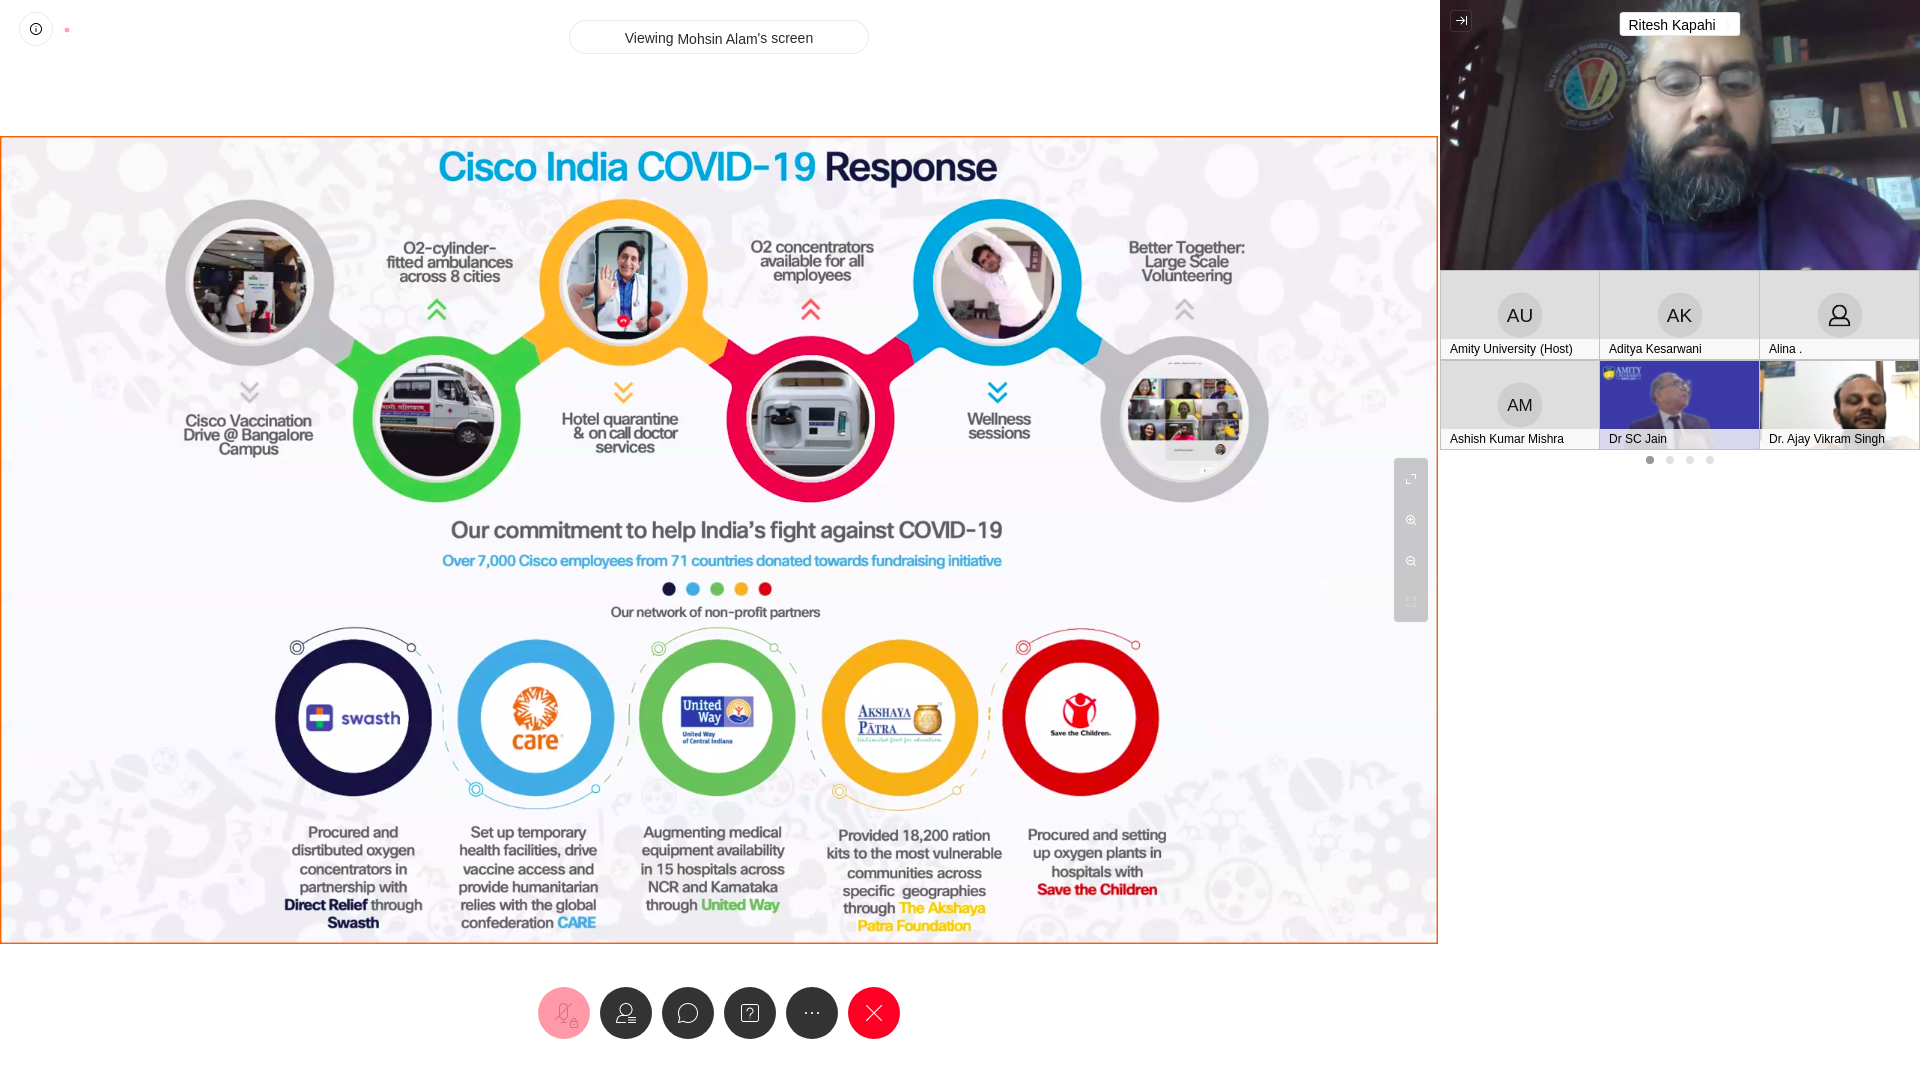 Viewing Mohsin Alam's screen
Ritesh Kapahi
Cisco India COVID-19 Response
O2-cylinder-
fitted ambulances
across 8 cities
O2 concentrators
available for all
employees
Better Together:
Large Scale
Volunteering
Cisco Vaccination
Drive @ Bangalore
Campus
Hotel quarantine
& on call doctor
services
Wellness
sessions
Our commitment to help India's fight against COVID-19
Over 7,000 Cisco employees from 71 countries donated towards fundraising initiative
Our network of non-profit partners
swasth
care
United
Way
United Way
of Central Indiana
AKSHAYA
PĀTRA
Unlimited food for education
Save the Children.
Procured and
disrtibuted oxygen
concentrators in
partnership with
Direct Relief through
Swasth
Set up temporary
health facilities, drive
vaccine access and
provide humanitarian
relies with the global
confederation CARE
Augmenting medical
equipment availability
in 15 hospitals across
NCR and Karnataka
through United Way
Provided 18,200 ration
kits to the most vulnerable
communities across
specific geographies
through The Akshaya
Patra Foundation
Procured and setting
up oxygen plants in
hospitals with
Save the Children
AU
Amity University (Host)
AK
Aditya Kesarwani
Alina .
AM
Ashish Kumar Mishra
AMITY
Dr SC Jain
Dr. Ajay Vikram Singh